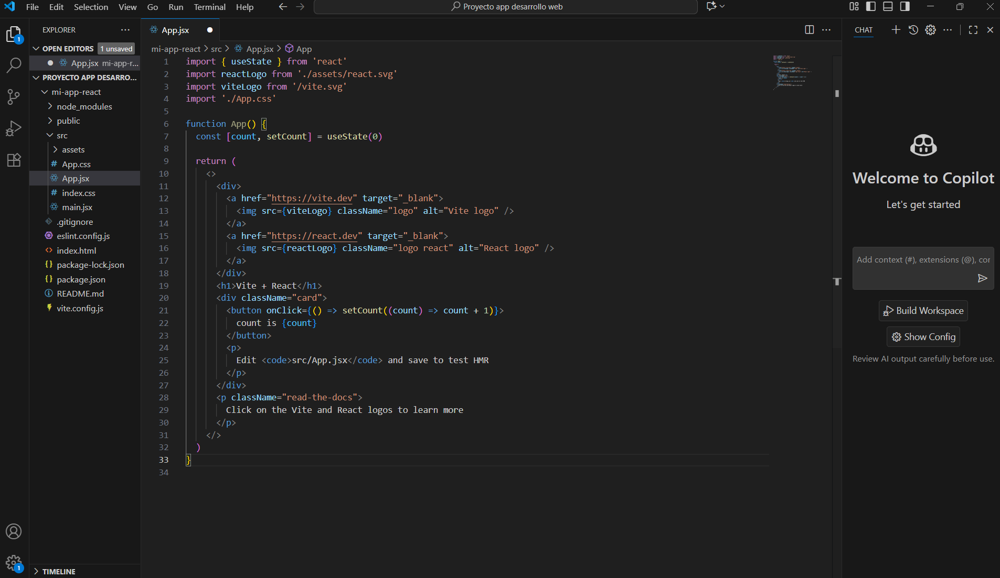 File Edit Selection View Go Run Terminal Help
Proyecto app desarrollo web
EXPLORER
OPEN EDITORS 1 unsaved
App.jsx mi-app-r...
PROYECTO APP DESARRO...
mi-app-react
node_modules
public
src
assets
# App.css
App.jsx
# index.css
main.jsx
.gitignore
eslint.config.js
<> index.html
{} package-lock.json
{} package.json
README.md
vite.config.js
TIMELINE
1
1
App.jsx
mi-app-react > src > App.jsx > App
1 import { useState } from 'react'
2 import reactLogo from './assets/react.svg'
3 import viteLogo from '/vite.svg'
4 import './App.css'
5
6 function App() {
7 const [count, setCount] = useState(0)
8
9 return (
10 <>
11 <div>
12 <a href="https://vite.dev" target="_blank">
13 <img src={viteLogo} className="logo" alt="Vite logo" />
14 </a>
15 <a href="https://react.dev" target="_blank">
16 <img src={reactLogo} className="logo react" alt="React logo" />
17 </a>
18 </div>
19 <h1>Vite + React</h1>
20 <div className="card">
21 <button onClick={() => setCount((count) => count + 1)}>
22 count is {count}
23 </button>
24 <p>
25 Edit <code>src/App.jsx</code> and save to test HMR
26 </p>
27 </div>
28 <p className="read-the-docs">
29 Click on the Vite and React logos to learn more
30 </p>
31 </>
32 )
33 }
34
CHAT
Welcome to Copilot
Let's get started
Add context (#), extensions (@), cor
Build Workspace
Show Config
Review AI output carefully before use.